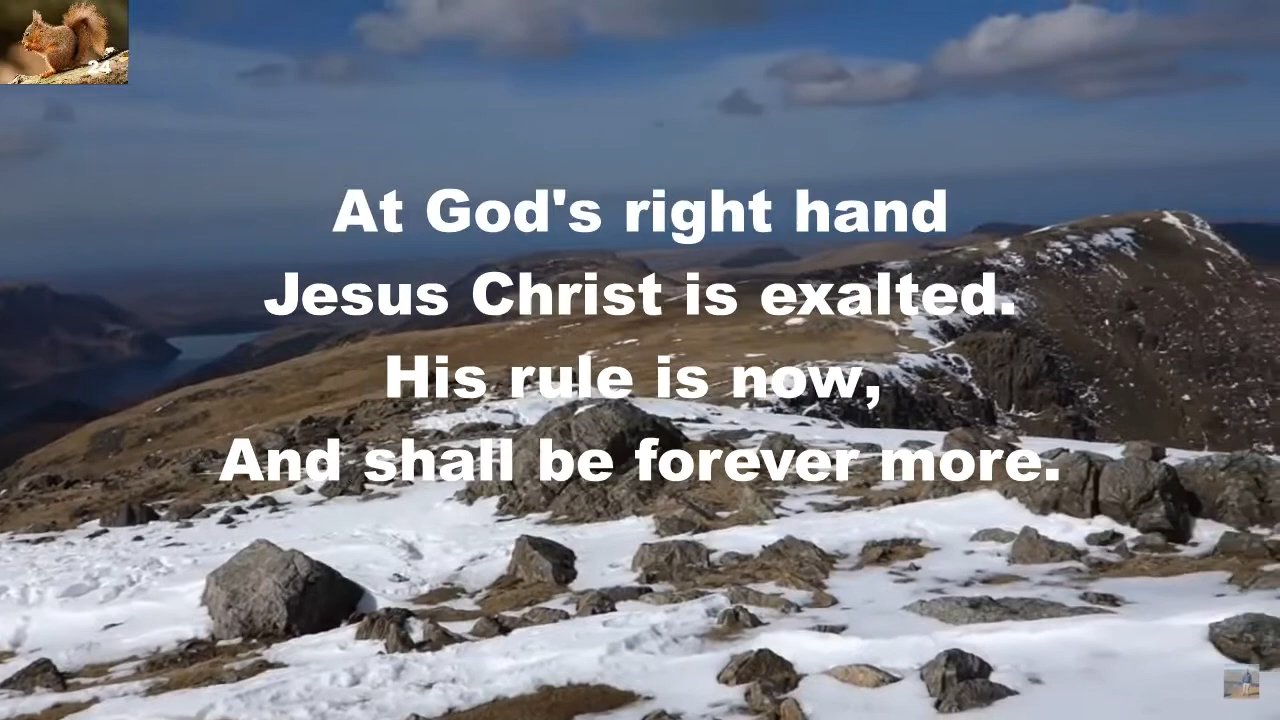 24
At God's right hand
Jesus Christ is exalted.
His rule is now,
And shall be forever more.